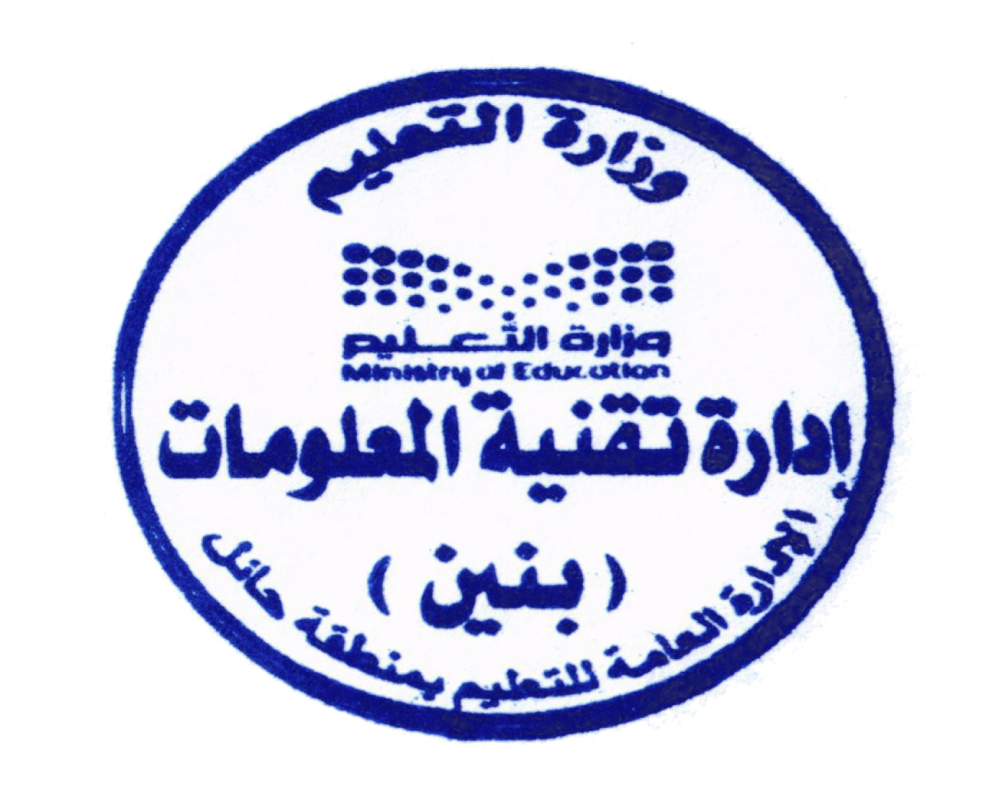 وزارة التعليم
وزارة التعليم
Ministry of Education
إدارة تقنية المعلومات
( بنين )
الإدارة العامة للتعليم بمنطقة حائل